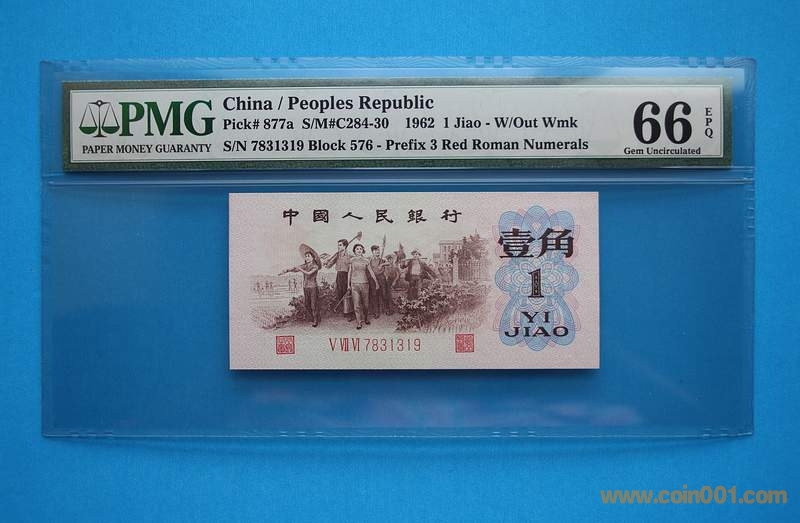 PMG
PAPER MONEY GUARANTY
China / Peoples Republic
Pick# 877a S/M#C284-30 1962 1 Jiao - W/Out Wmk
S/N 7831319 Block 576 - Prefix 3 Red Roman Numerals
66
EPQ
Gem Uncirculated
中國人民銀行
壹角
1
YI
JIAO
V VII VI 7831319
www.coin001.com